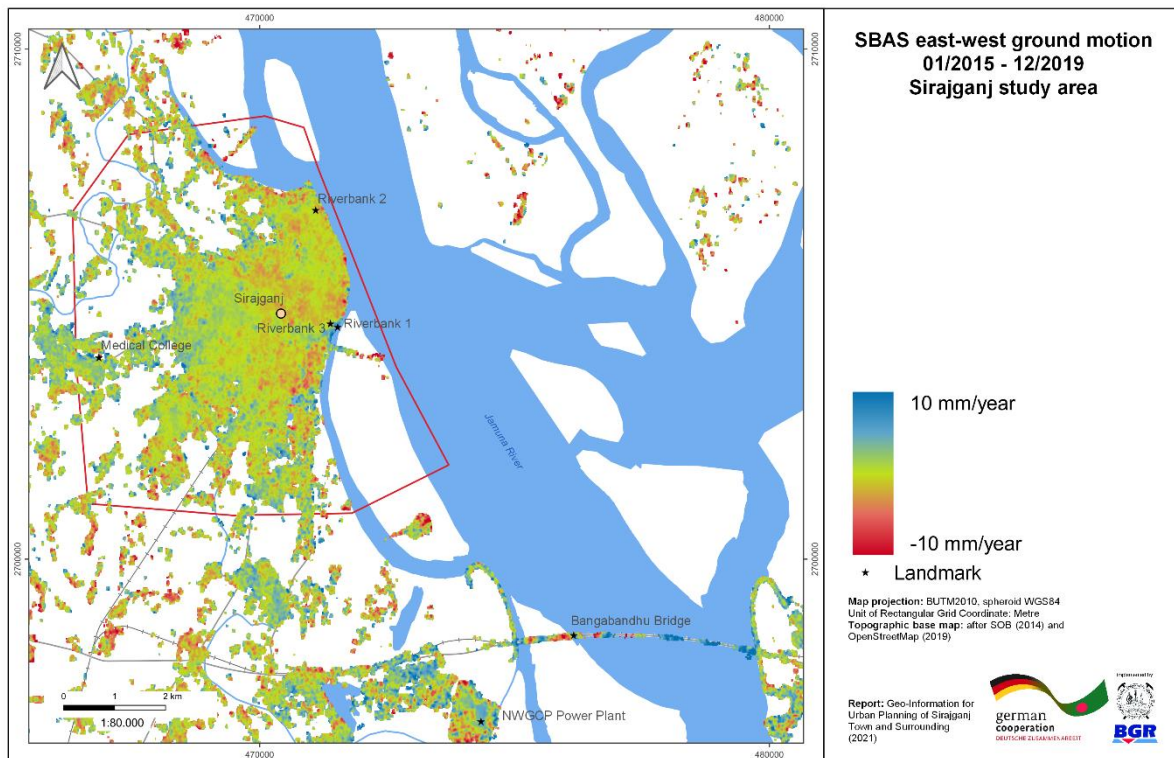 470000
480000
2710000
2710000
Riverbank 2
Sirajganj
Riverbank 3
Riverbank 1
Medical College
Jamuna River
2700000
2700000
Bangabandhu Bridge
NWGCP Power Plant
0 1 2 km
1:80.000
470000
480000
SBAS east-west ground motion
01/2015 - 12/2019
Sirajganj study area
10 mm/year
-10 mm/year
Landmark
Map projection: BUTM2010, spheroid WGS84
Unit of Rectangular Grid Coordinate: Metre
Topographic base map: after SOB (2014) and
OpenStreetMap (2019)
Report: Geo-Information for
Urban Planning of Sirajganj
Town and Surrounding
(2021)
german
cooperation
DEUTSCHE ZUSAMMENARBEIT
implemented by
BGR